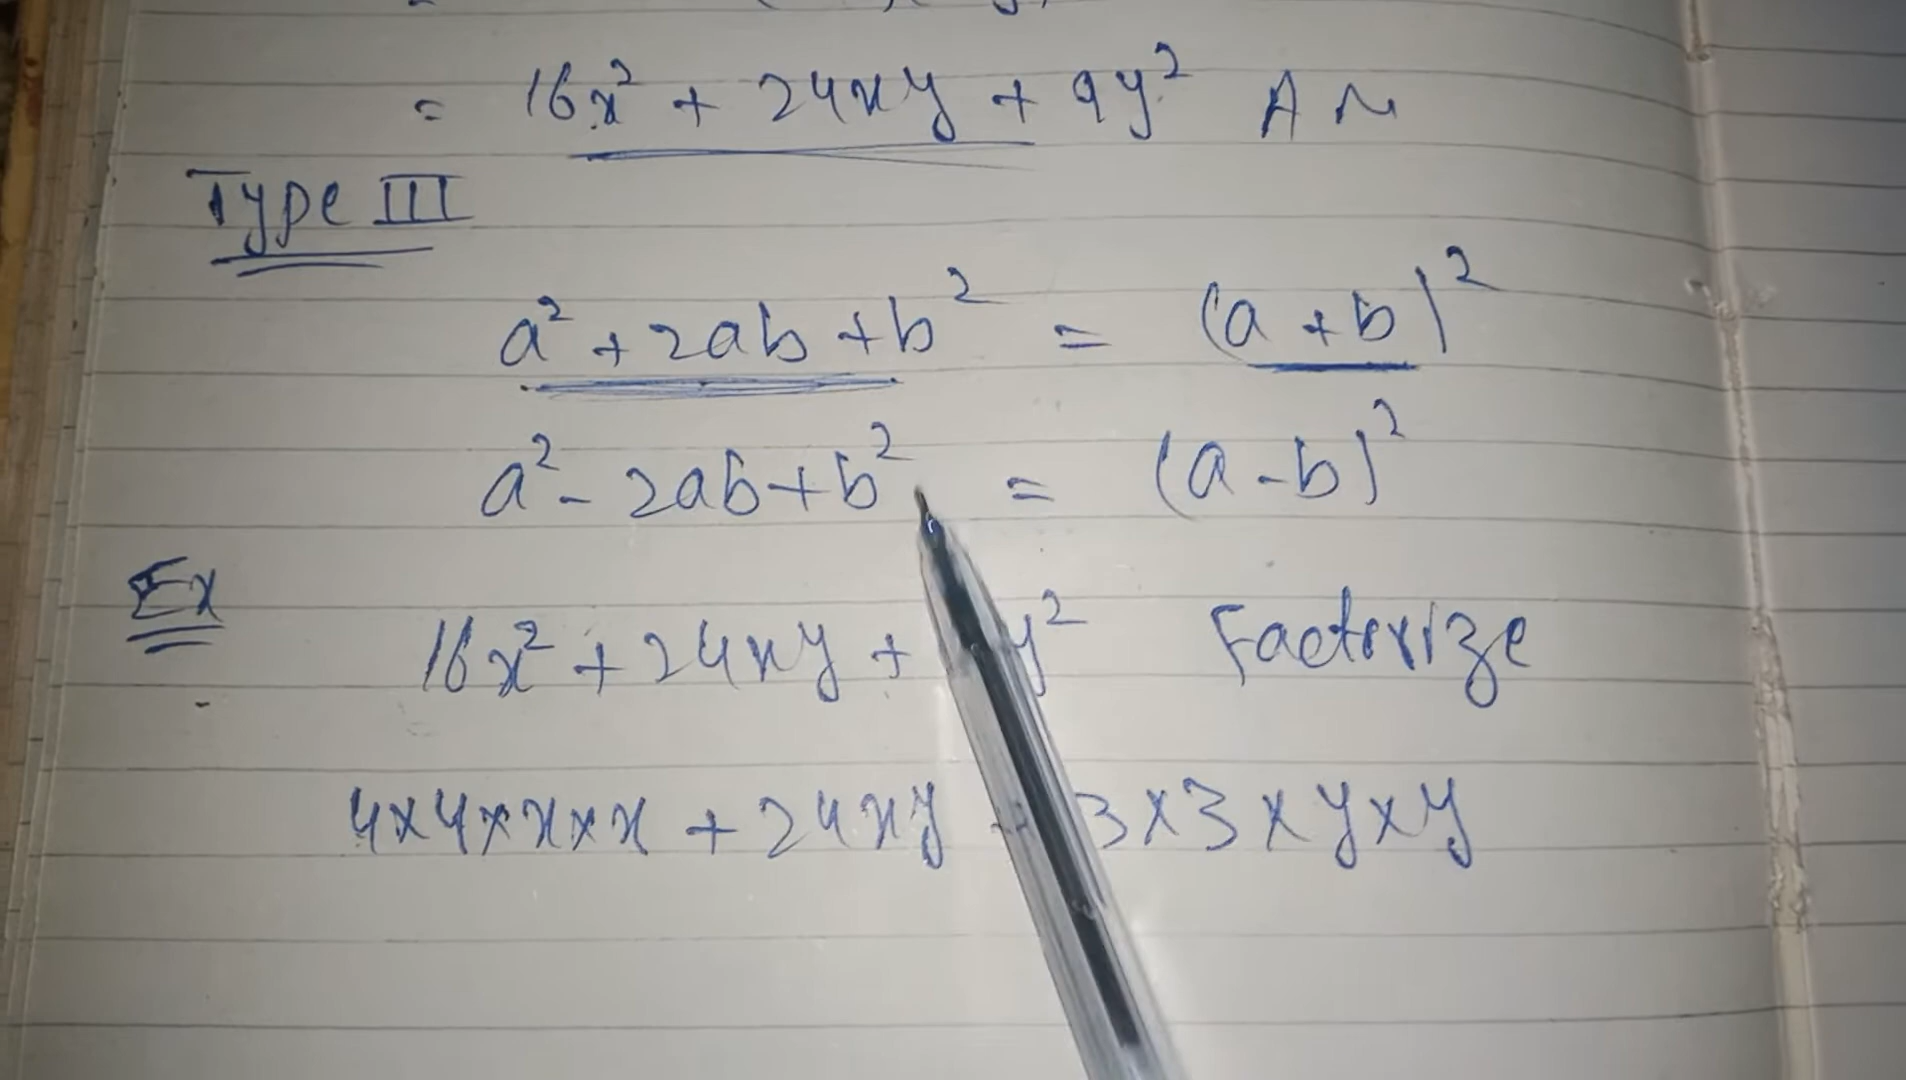 = 16x² + 24xy + 9y²
Type III
a² + 2ab + b² = (a + b)²
a² - 2ab + b² = (a - b)²
Ex
16x² + 24xy + y² Factorize
4×4×x×x + 24xy 3×3×y×y